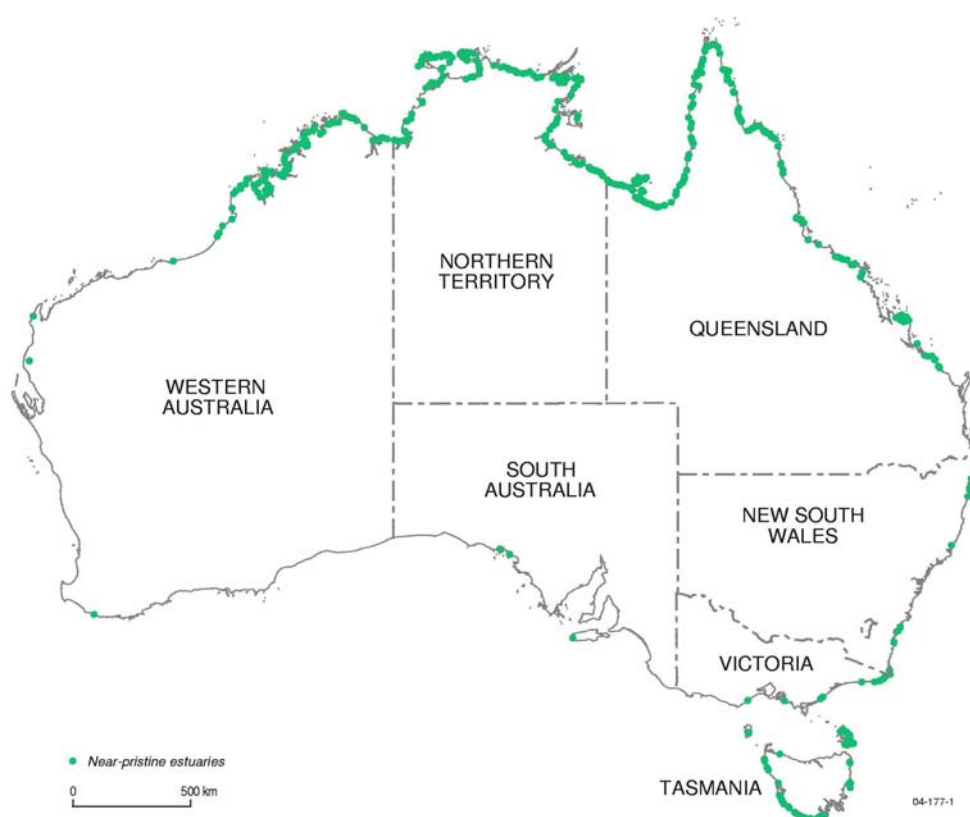 NORTHERN
TERRITORY
QUEENSLAND
WESTERN
AUSTRALIA
SOUTH
AUSTRALIA
NEW SOUTH
WALES
VICTORIA
Near-pristine estuaries
TASMANIA
0
500 km
04-177-1